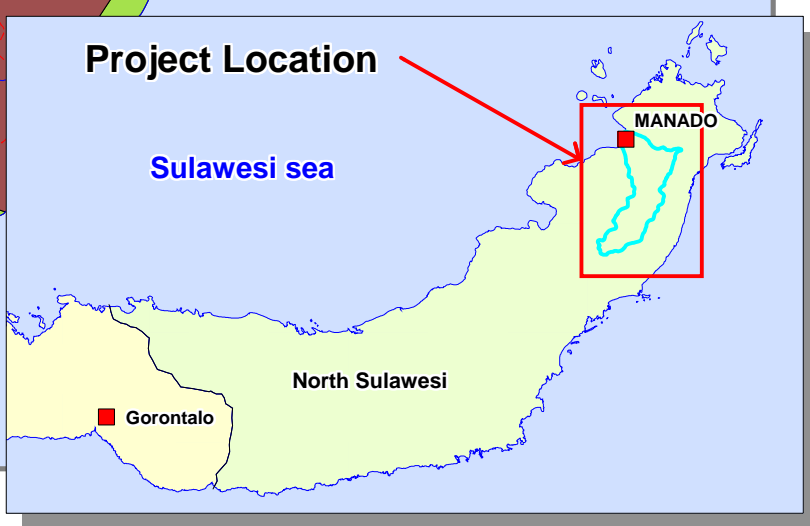 Project Location
MANADO
Sulawesi sea
North Sulawesi
Gorontalo